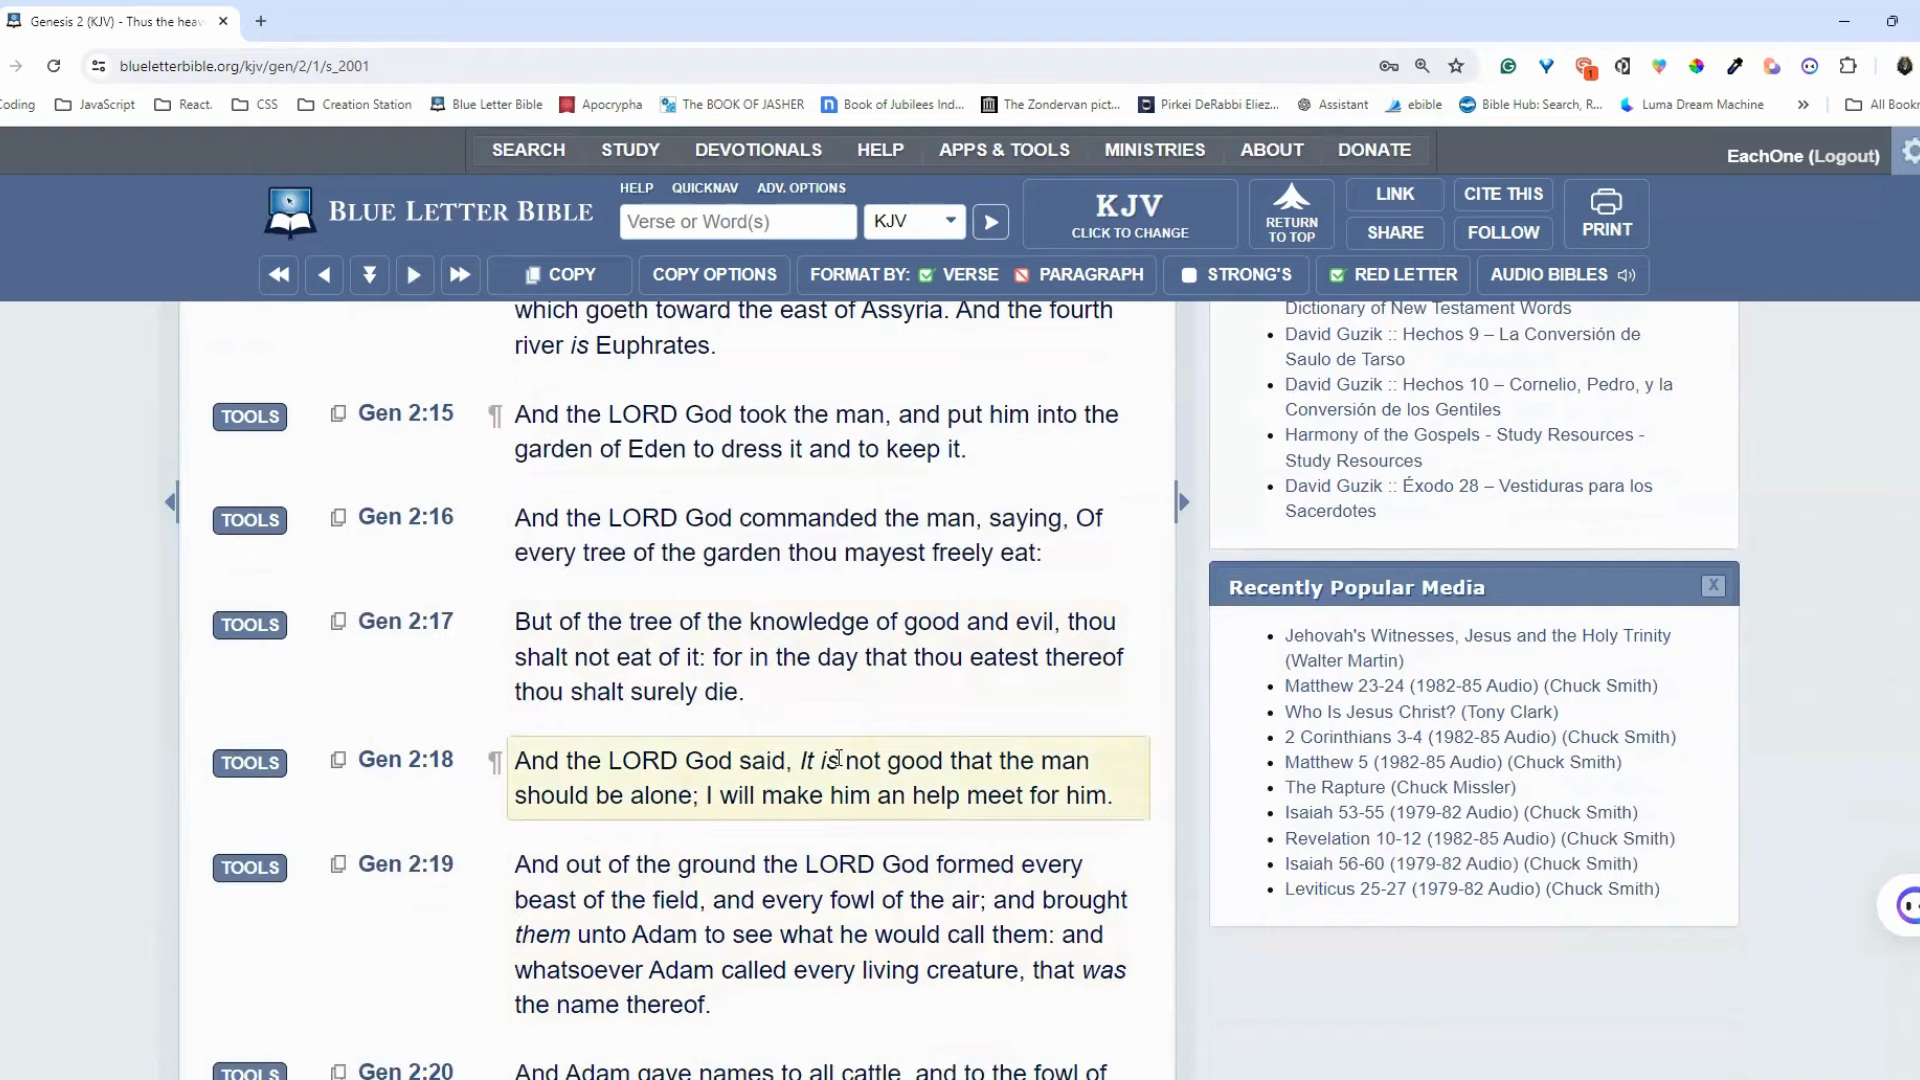 Genesis 2 (KJV) - Thus the heav
blueletterbible.org/kjv/gen/2/1/s_2001
1
Coding JavaScript React. CSS Creation Station Blue Letter Bible Apocrypha The BOOK OF JASHER Book of Jubilees Ind... The Zondervan pict... Pirkei DeRabbi Eliez... Assistant ebible Bible Hub: Search, R... Luma Dream Machine » All Bookm
SEARCH STUDY DEVOTIONALS HELP APPS & TOOLS MINISTRIES ABOUT DONATE
EachOne (Logout)
BLUE LETTER BIBLE
HELP QUICKNAV ADV. OPTIONS
Verse or Word(s) KJV
KJV
CLICK TO CHANGE
RETURN
TO TOP
LINK CITE THIS
SHARE FOLLOW
PRINT
COPY COPY OPTIONS FORMAT BY: VERSE PARAGRAPH STRONG'S RED LETTER AUDIO BIBLES
which goeth toward the east of Assyria. And the fourth
river is Euphrates.
TOOLS Gen 2:15 ¶ And the LORD God took the man, and put him into the
garden of Eden to dress it and to keep it.
TOOLS Gen 2:16 And the LORD God commanded the man, saying, Of
every tree of the garden thou mayest freely eat:
TOOLS Gen 2:17 But of the tree of the knowledge of good and evil, thou
shalt not eat of it: for in the day that thou eatest thereof
thou shalt surely die.
TOOLS Gen 2:18 ¶ And the LORD God said, It is not good that the man
should be alone; I will make him an help meet for him.
TOOLS Gen 2:19 And out of the ground the LORD God formed every
beast of the field, and every fowl of the air; and brought
them unto Adam to see what he would call them: and
whatsoever Adam called every living creature, that was
the name thereof.
TOOLS Gen 2:20 And Adam gave names to all cattle, and to the fowl of
Dictionary of New Testament Words
• David Guzik :: Hechos 9 – La Conversión de
Saulo de Tarso
• David Guzik :: Hechos 10 – Cornelio, Pedro, y la
Conversión de los Gentiles
• Harmony of the Gospels - Study Resources -
Study Resources
• David Guzik :: Éxodo 28 – Vestiduras para los
Sacerdotes
Recently Popular Media X
• Jehovah's Witnesses, Jesus and the Holy Trinity
(Walter Martin)
• Matthew 23-24 (1982-85 Audio) (Chuck Smith)
• Who Is Jesus Christ? (Tony Clark)
• 2 Corinthians 3-4 (1982-85 Audio) (Chuck Smith)
• Matthew 5 (1982-85 Audio) (Chuck Smith)
• The Rapture (Chuck Missler)
• Isaiah 53-55 (1979-82 Audio) (Chuck Smith)
• Revelation 10-12 (1982-85 Audio) (Chuck Smith)
• Isaiah 56-60 (1979-82 Audio) (Chuck Smith)
• Leviticus 25-27 (1979-82 Audio) (Chuck Smith)